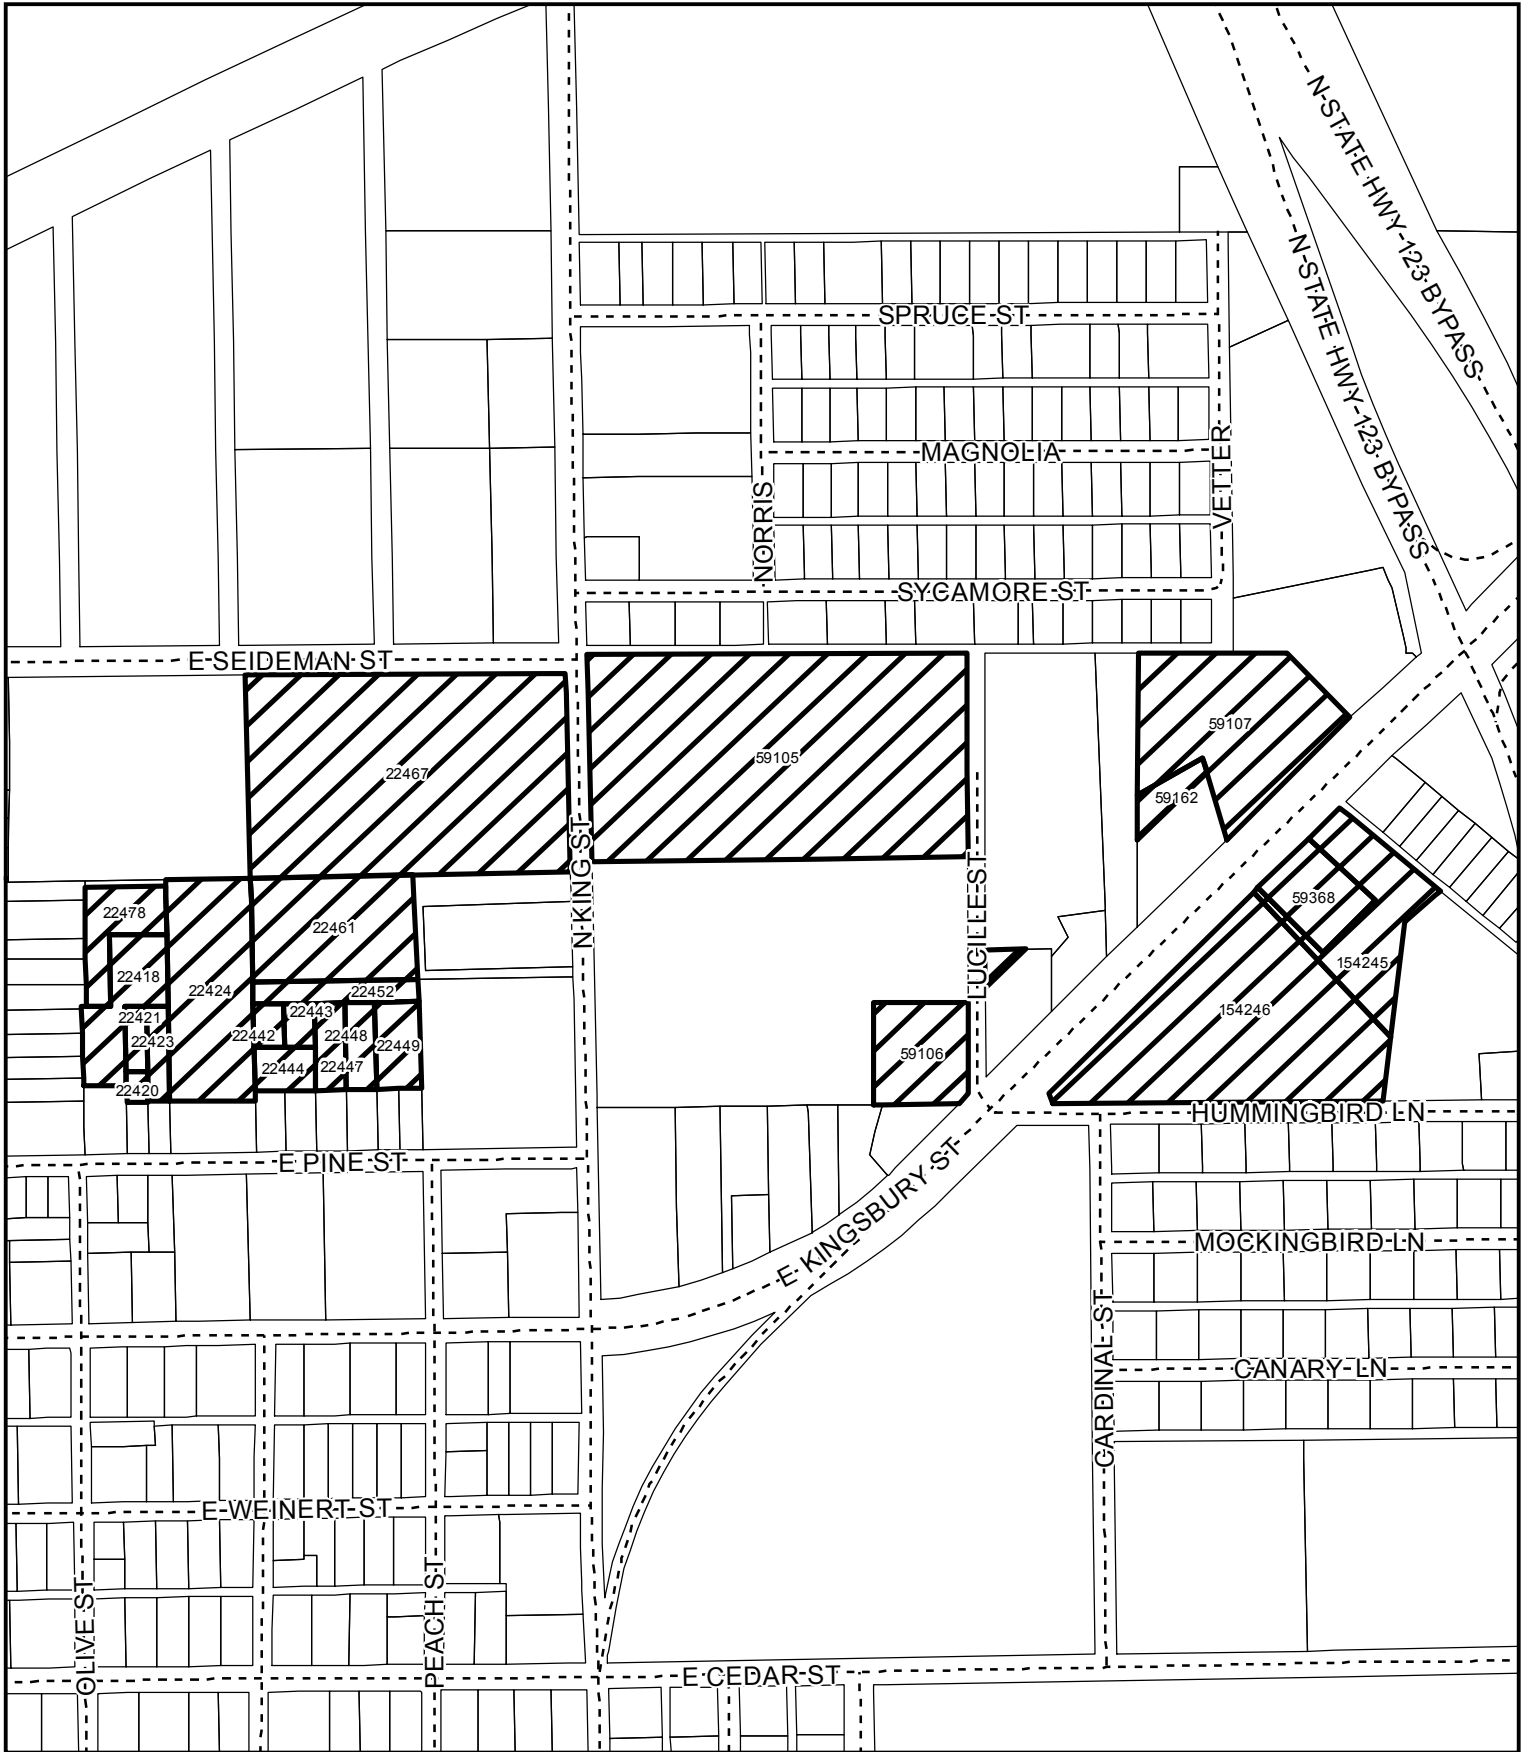 N STATE HWY 123 BYPASS
N STATE HWY 123 BYPASS
SPRUCE ST
MAGNOLIA
VETTER
NORRIS
SYCAMORE ST
E SEIDEMAN ST
59107
59105
22467
59162
N KING ST
LUCILLE ST
59368
22478
22461
154245
22418
22424
22452
154246
22421
22443
22423
22442
22448
22449
59106
22444
22447
22420
HUMMINGBIRD LN
E PINE ST
E KINGSBURY ST
MOCKINGBIRD LN
CARDINAL ST
CANARY LN
E WEINERT ST
OLIVE ST
PEACH ST
E CEDAR ST